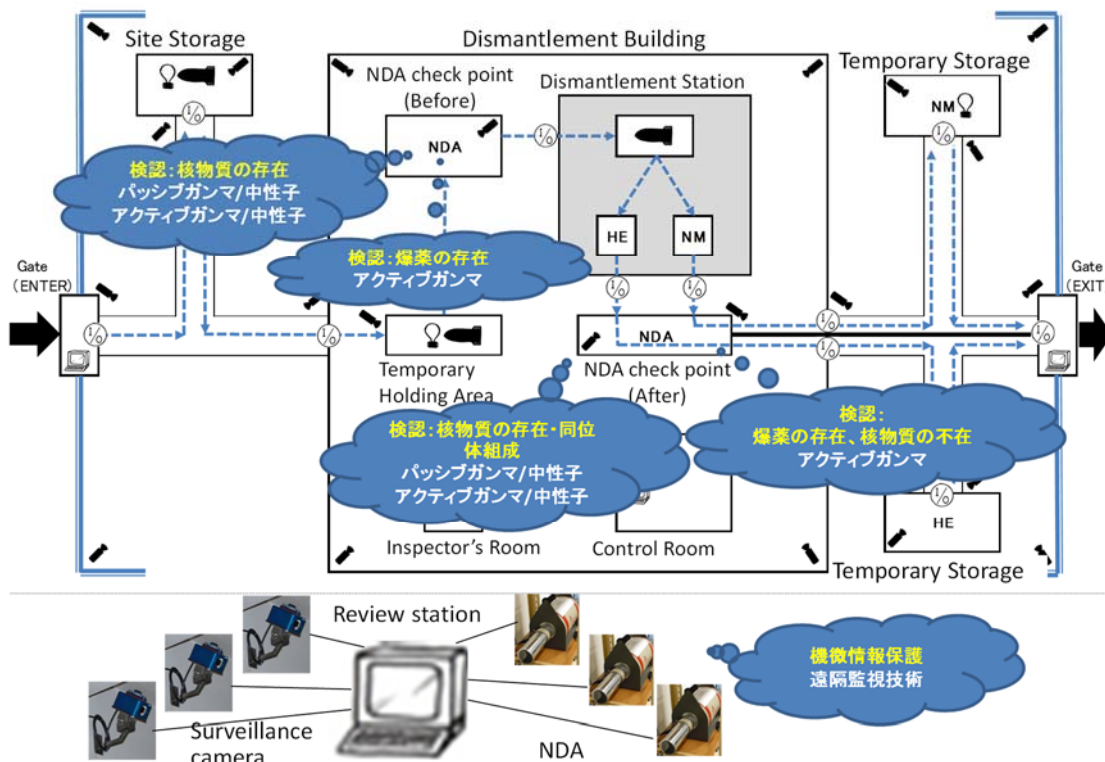 Site Storage
Dismantlement Building
Temporary Storage
NDA check point
(Before)
Dismantlement Station
NDA
NM
I/O
I/O
I/O
検認：核物質の存在
パッシブガンマ/中性子
アクティブガンマ/中性子
HE
NM
検認：爆薬の存在
アクティブガンマ
Gate
(ENTER)
Gate
(EXIT)
I/O
I/O
I/O
I/O
I/O
I/O
I/O
NDA
Temporary
Holding Area
NDA check point
(After)
検認：核物質の存在・同位
体組成
パッシブガンマ/中性子
アクティブガンマ/中性子
検認：
爆薬の存在、核物質の不在
アクティブガンマ
I/O
HE
Inspector's Room
Control Room
Temporary Storage
Review station
機微情報保護
遠隔監視技術
Surveillance
camera
NDA